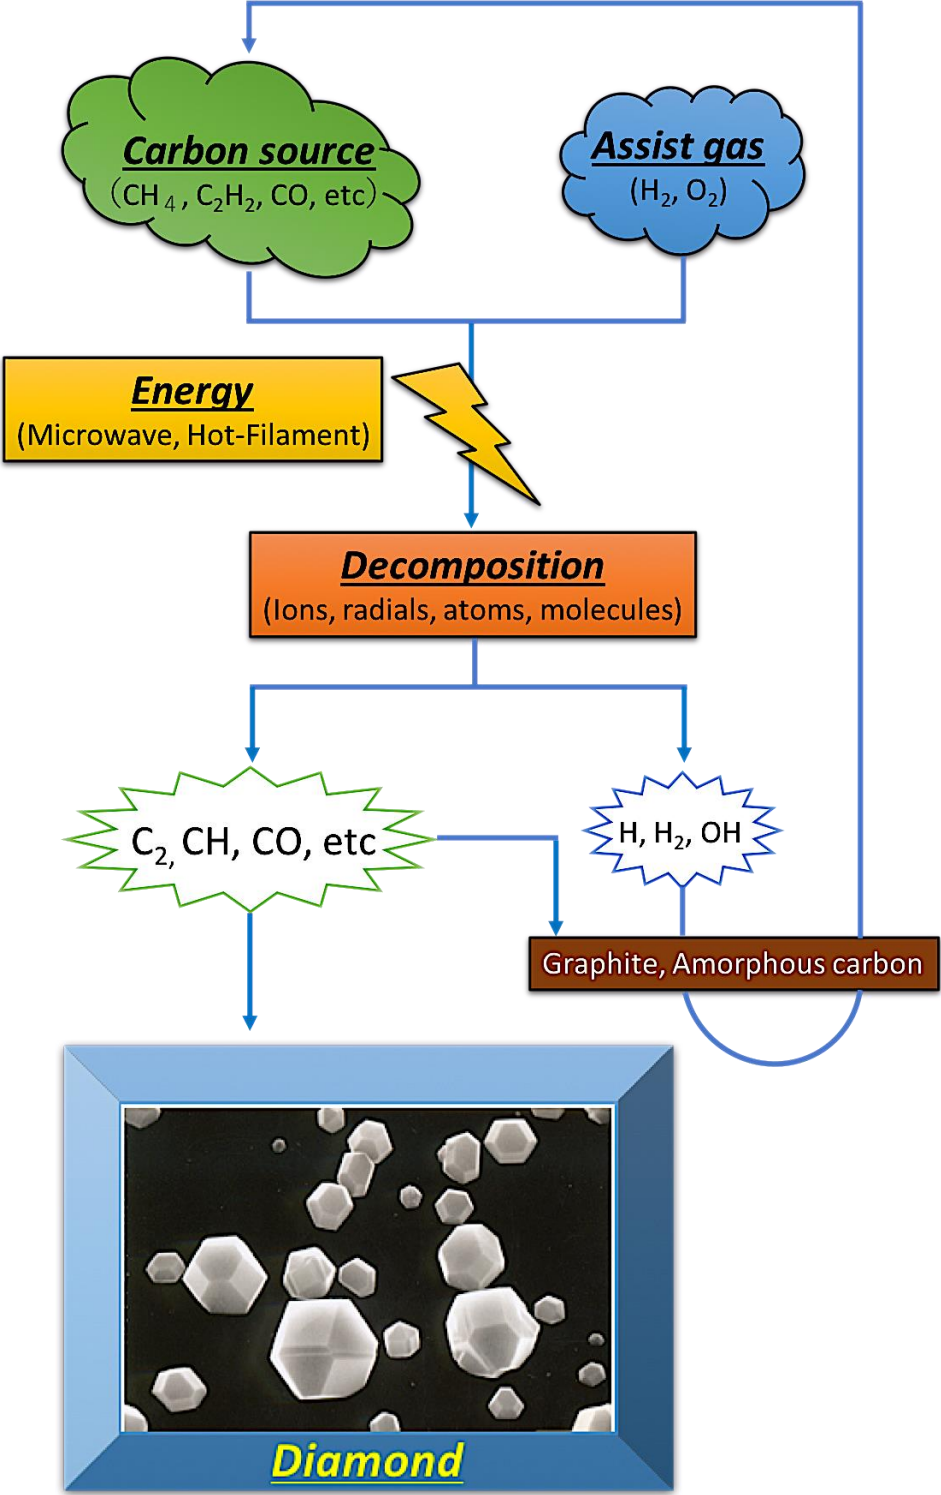 Carbon source
（CH₄, C₂H₂, CO, etc）
Assist gas
(H₂, O₂)
Energy
(Microwave, Hot-Filament)
Decomposition
(Ions, radials, atoms, molecules)
C₂, CH, CO, etc
H, H₂, OH
Graphite, Amorphous carbon
Diamond